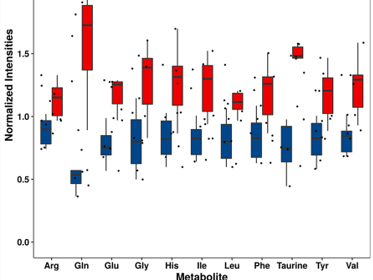 Normalized Intensities
1.5
1.0
0.5
0.0
Arg Gln Glu Gly His Ile Leu Phe Taurine Tyr Val
Metabolite